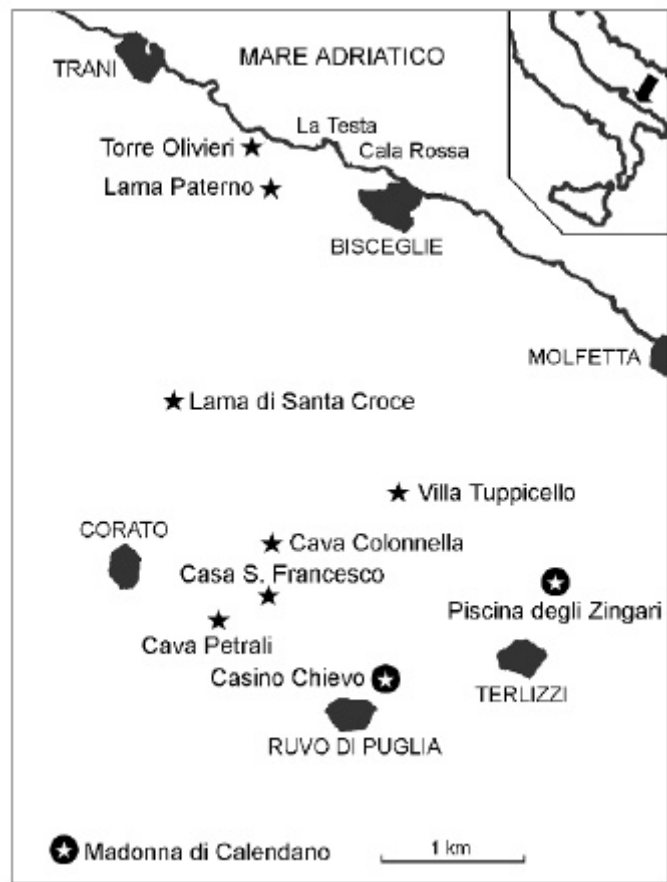 TRANI
MARE ADRIATICO
La Testa
Torre Olivieri
Cala Rossa
Lama Paterno
BISCEGLIE
MOLFETTA
Lama di Santa Croce
Villa Tuppicello
CORATO
Cava Colonnella
Casa S. Francesco
Piscina degli Zingari
Cava Petrali
Casino Chievo
TERLIZZI
RUVO DI PUGLIA
Madonna di Calendano
1 km